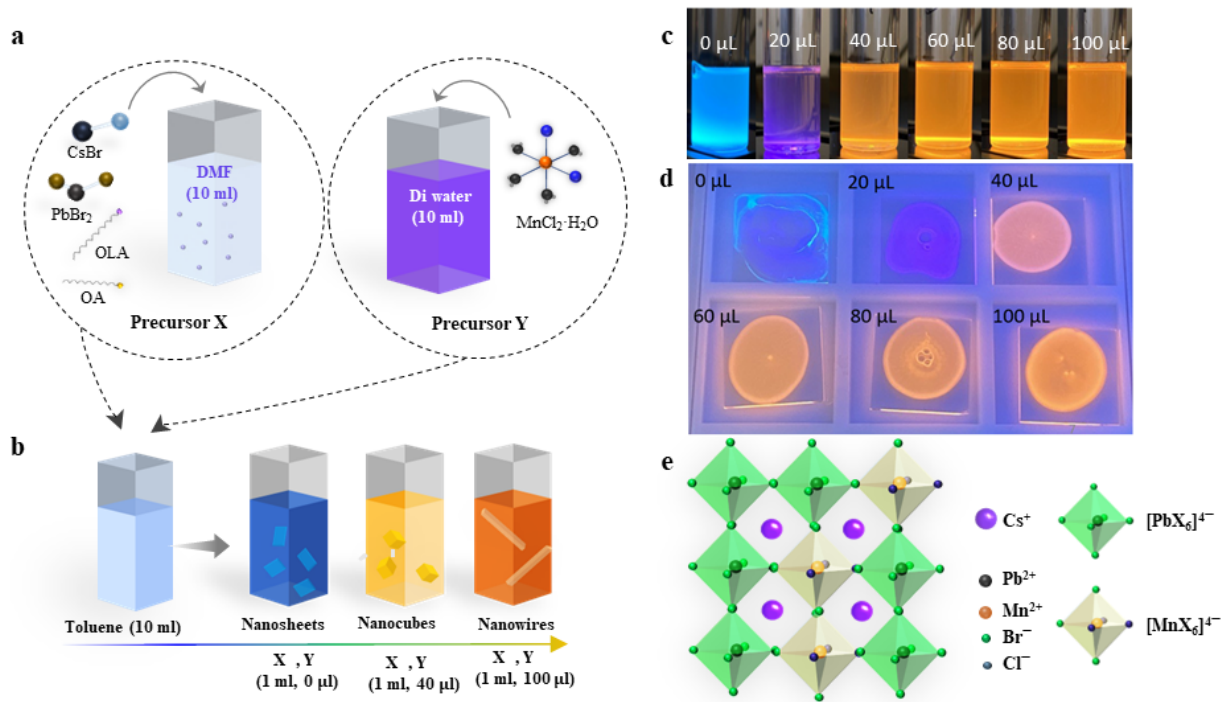 a
CsBr
PbBr₂
OLA
OA
DMF
(10 ml)
Precursor X
Di water
(10 ml)
MnCl₂·H₂O
Precursor Y
b
Toluene (10 ml)
Nanosheets
Nanocubes
Nanowires
X , Y
(1 ml, 0 µl)
X , Y
(1 ml, 40 µl)
X , Y
(1 ml, 100 µl)
c
0 µL
20 µL
40 µL
60 µL
80 µL
100 µL
d
0 µL
20 µL
40 µL
60 µL
80 µL
100 µL
e
Cs⁺
Pb²⁺
Mn²⁺
Br⁻
Cl⁻
[PbX₆]⁴⁻
[MnX₆]⁴⁻